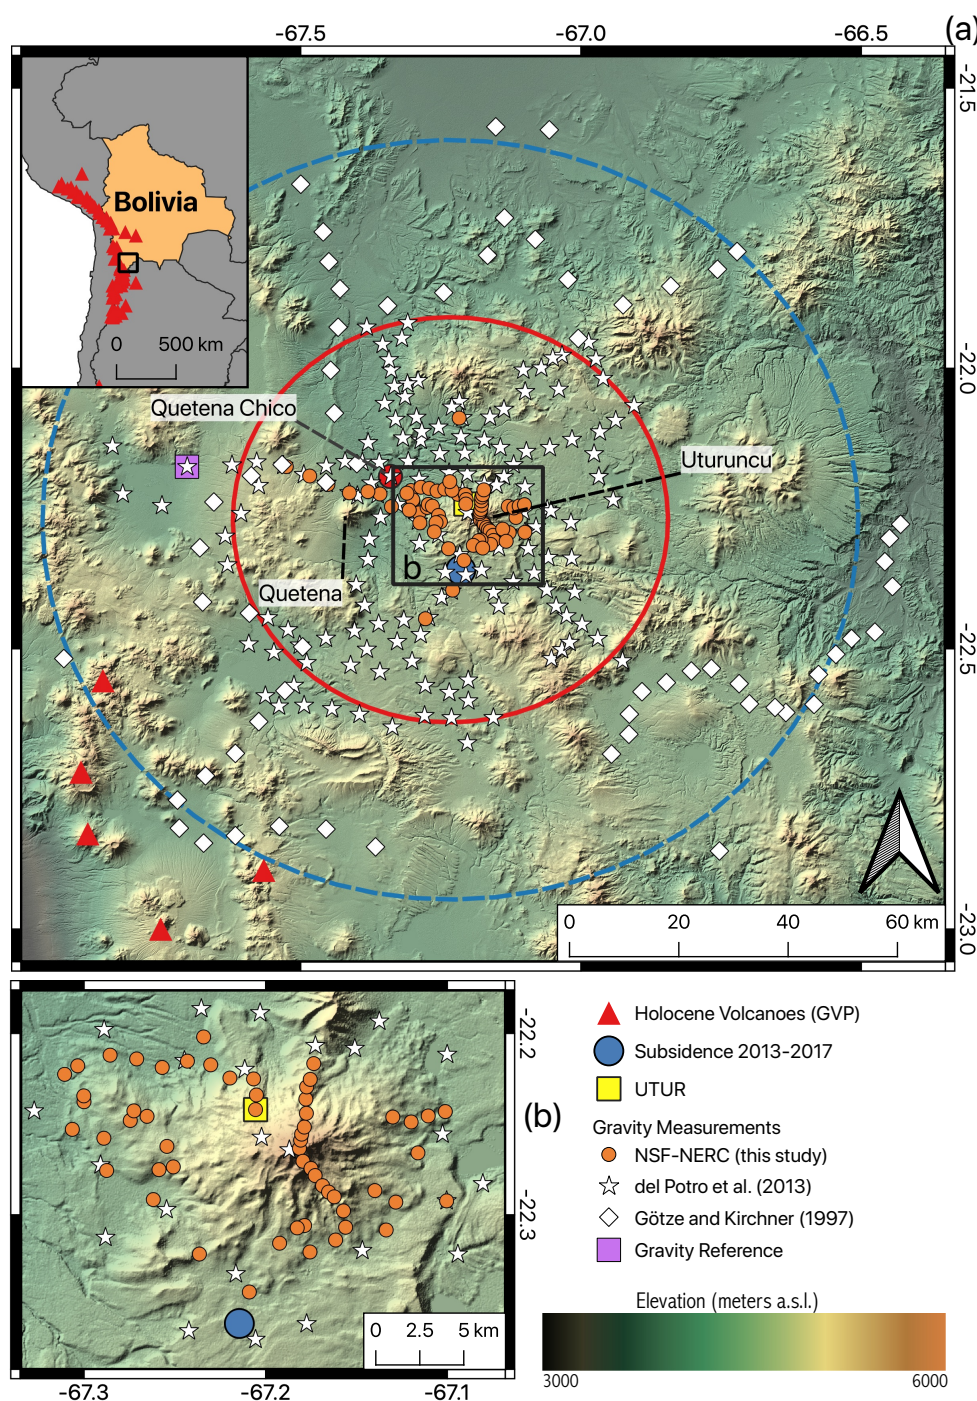 (a)
-67.5
-67.0
-66.5
-21.5
-22.0
-22.5
-23.0
Bolivia
0
500 km
Quetena Chico
Uturuncu
Quetena
b
0
20
40
60 km
-22.2
-22.3
(b)
0
2.5
5 km
-67.3
-67.2
-67.1
Holocene Volcanoes (GVP)
Subsidence 2013-2017
UTUR
Gravity Measurements
NSF-NERC (this study)
del Potro et al. (2013)
Götze and Kirchner (1997)
Gravity Reference
Elevation (meters a.s.l.)
3000
6000